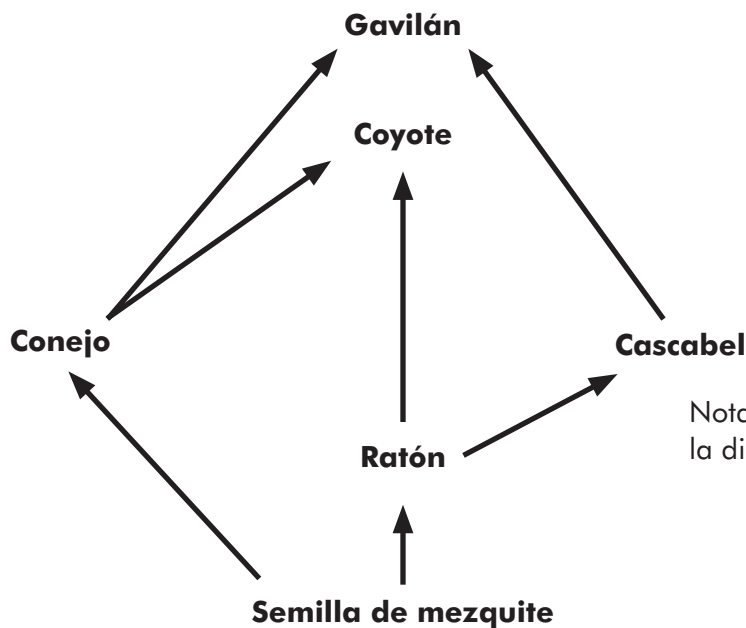 Gavilán
Coyote
Conejo
Cascabel
Nota
la di
Ratón
Semilla de mezquite